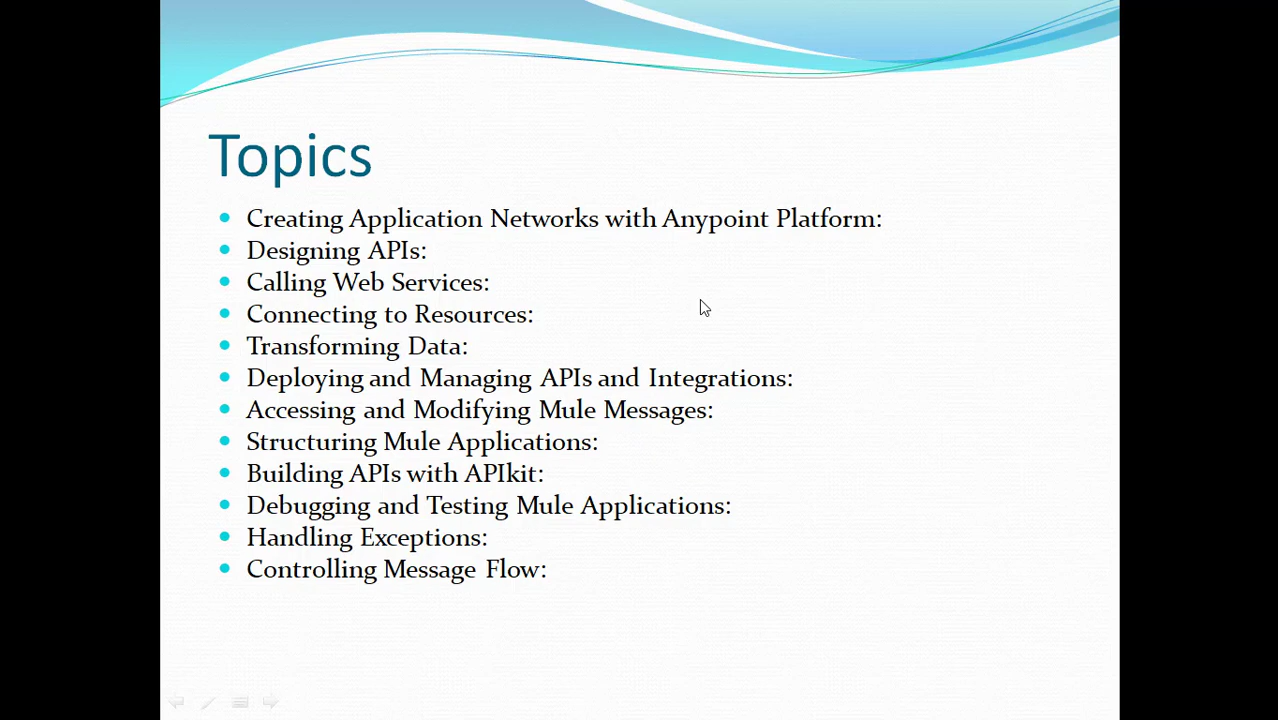 Topics
Creating Application Networks with Anypoint Platform:
Designing APIs:
Calling Web Services:
Connecting to Resources:
Transforming Data:
Deploying and Managing APIs and Integrations:
Accessing and Modifying Mule Messages:
Structuring Mule Applications:
Building APIs with APIkit:
Debugging and Testing Mule Applications:
Handling Exceptions:
Controlling Message Flow: